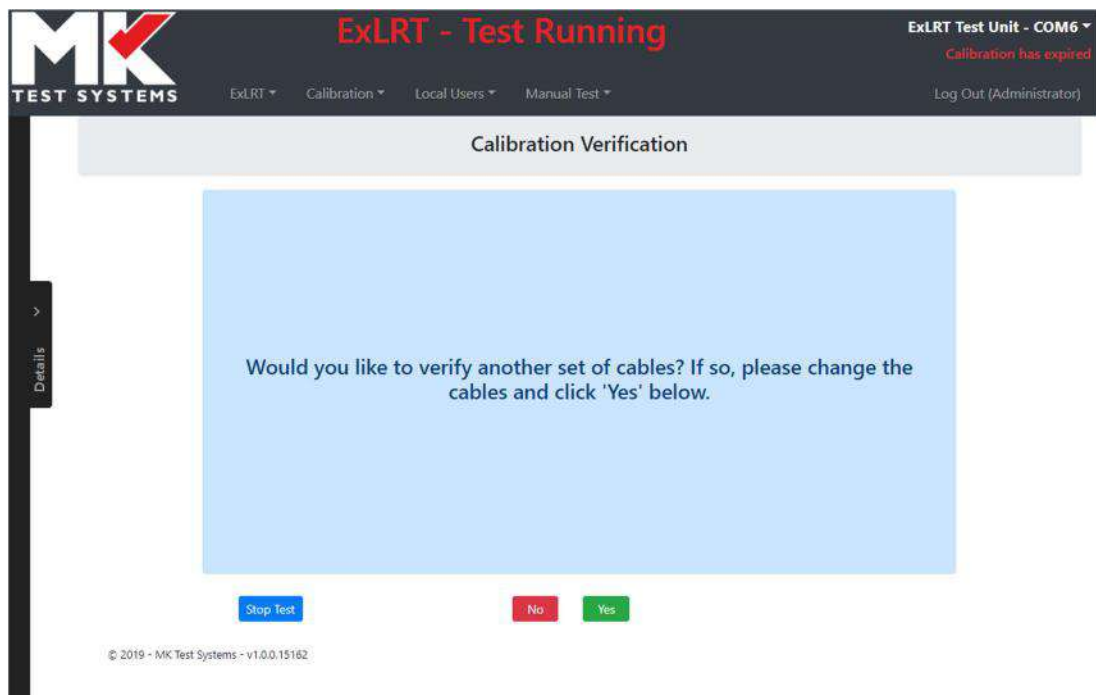 MK
TEST SYSTEMS
ExLRT - Test Running
ExLRT Test Unit - COM6
Calibration has expired
ExLRT
Calibration
Local Users
Manual Test
Log Out (Administrator)
Calibration Verification
Details
Would you like to verify another set of cables? If so, please change the
cables and click 'Yes' below.
Stop Test
No
Yes
© 2019 - MK Test Systems - v1.0.0.15162